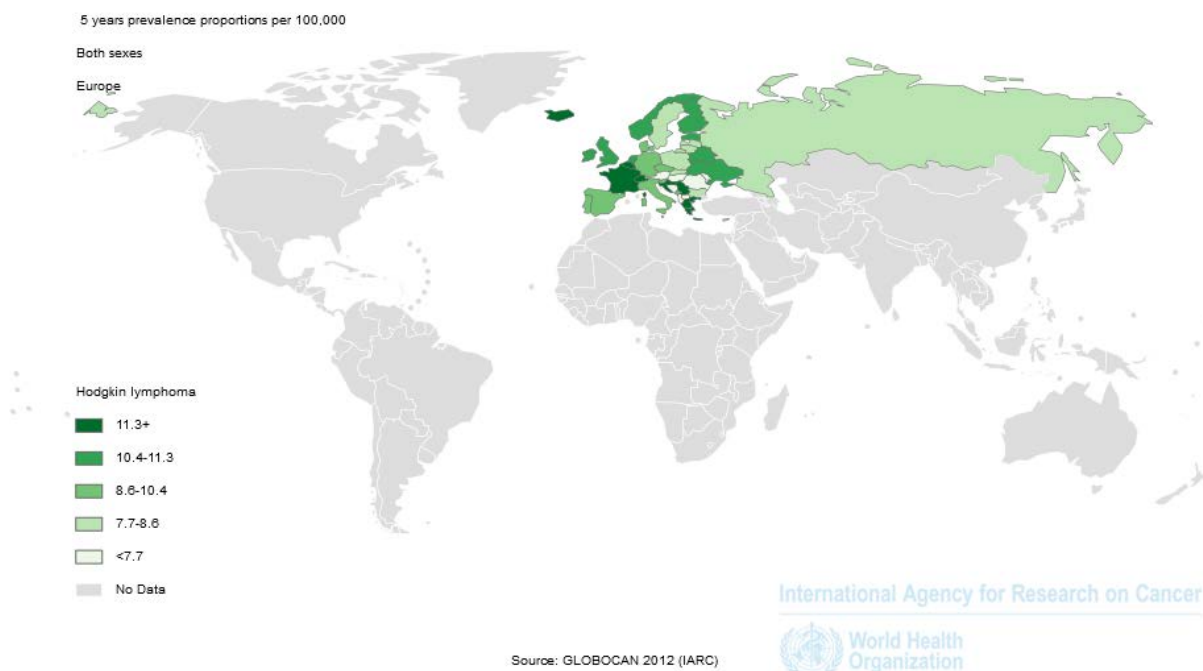 5 years prevalence proportions per 100,000
Both sexes
Europe
Hodgkin lymphoma
11.3+
10.4-11.3
8.6-10.4
7.7-8.6
<7.7
No Data
International Agency for Research on Cancer
World Health
Organization
Source: GLOBOCAN 2012 (IARC)